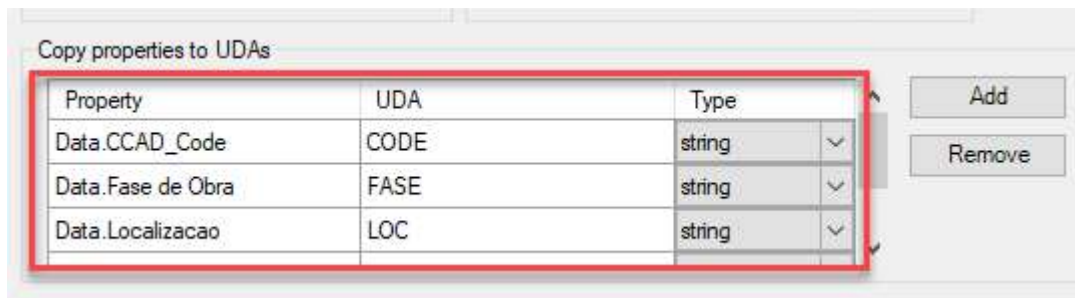 Copy properties to UDAs
Property UDA Type
Add
Data.CCAD_Code CODE string
Remove
Data.Fase de Obra FASE string
Data.Localizacao LOC string